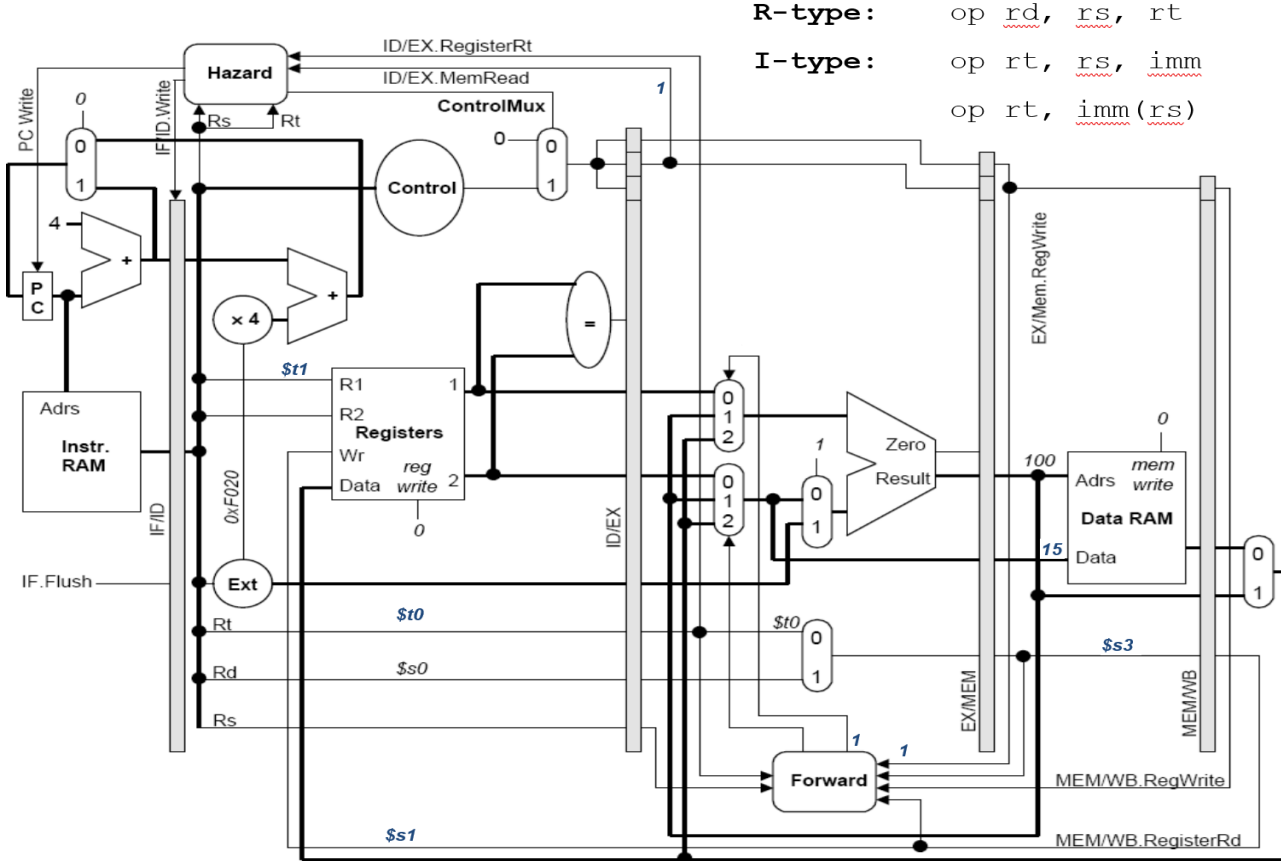 R-type: op rd, rs, rt
I-type: op rt, rs, imm
op rt, imm(rs)
ID/EX.RegisterRt
Hazard
ID/EX.MemRead
1
ControlMux
PC Write
IF/ID.Write
0
Rs
Rt
0
0
1
0
1
Control
4
+
+
P
C
× 4
=
EX/Mem.RegWrite
$t1
R1
1
R2
Registers
Wr
reg
write
2
Data
0
Adrs
Instr.
RAM
0xF020
IF/ID
ID/EX
0
1
2
0
1
2
1
0
1
Zero
Result
100
0
mem
write
Adrs
Data RAM
15
Data
0
1
IF.Flush
Ext
$t0
Rt
$t0
0
1
$s3
Rd
$s0
Rs
EX/MEM
MEM/WB
1
1
Forward
MEM/WB.RegWrite
$s1
MEM/WB.RegisterRd